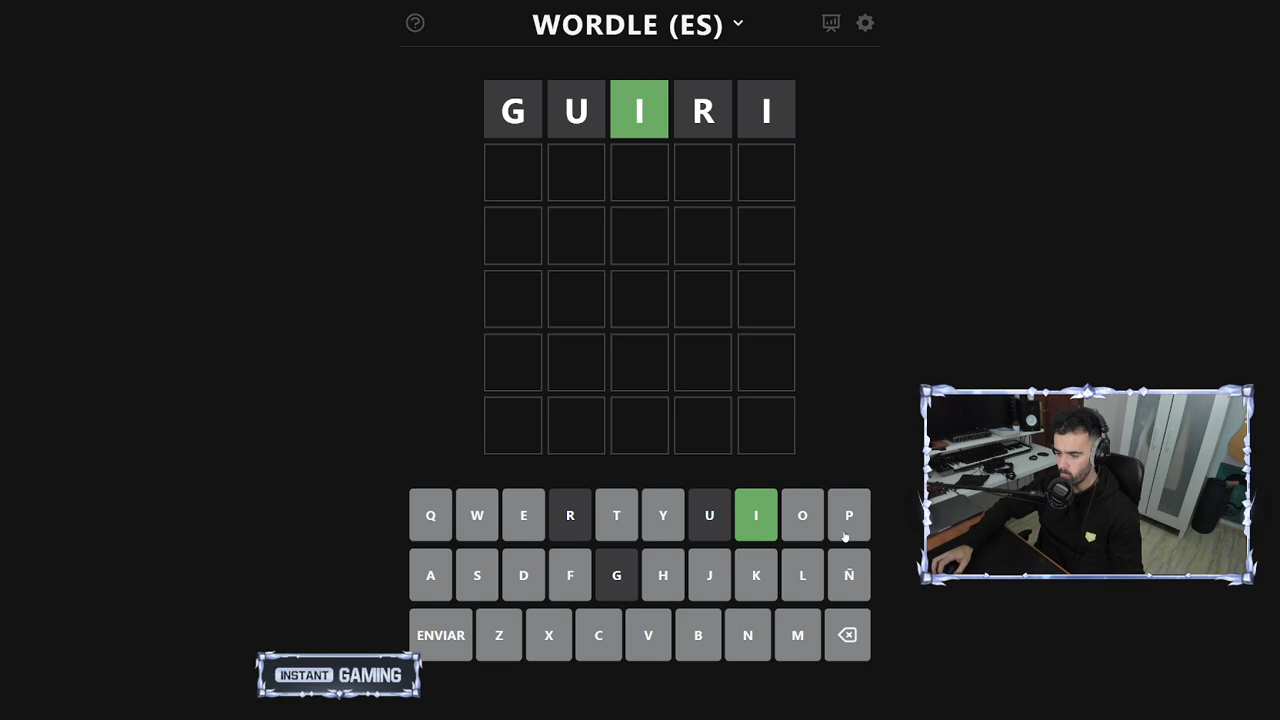 WORDLE (ES)
G U I R I
Q W E R T Y U I O P
A S D F G H J K L Ñ
ENVIAR Z X C V B N M
INSTANT GAMING